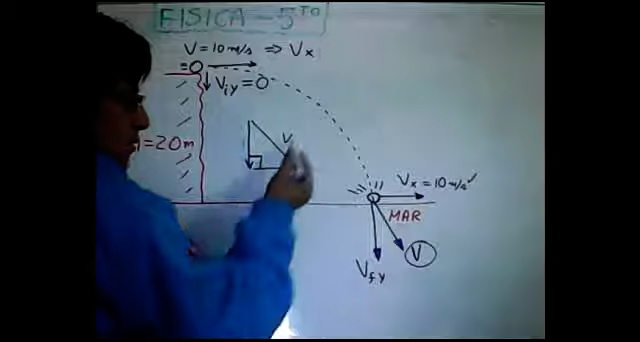 FISICA - 5TO
V = 10 m/s ⇒ Vx
Viy = 0
= 20m
V
Vx = 10 m/s
MAR
V
Vfy